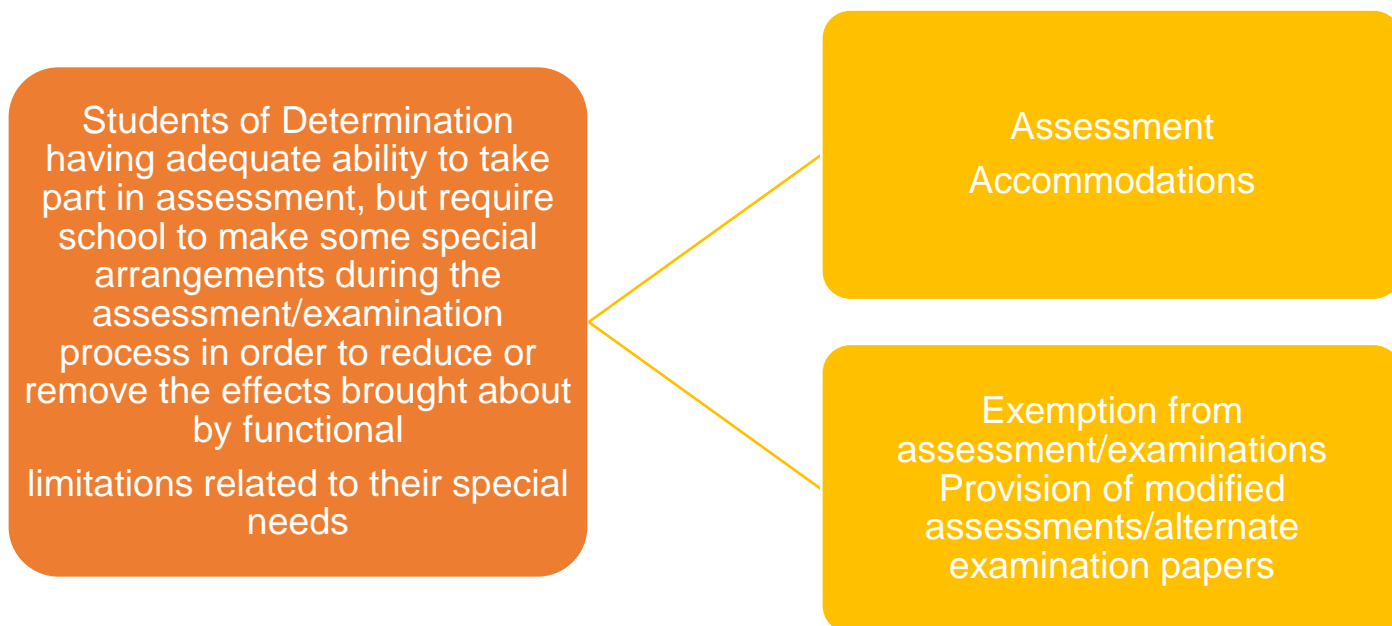 Students of Determination
having adequate ability to take
part in assessment, but require
school to make some special
arrangements during the
assessment/examination
process in order to reduce or
remove the effects brought about
by functional
limitations related to their special
needs
Assessment
Accommodations
Exemption from
assessment/examinations
Provision of modified
assessments/alternate
examination papers